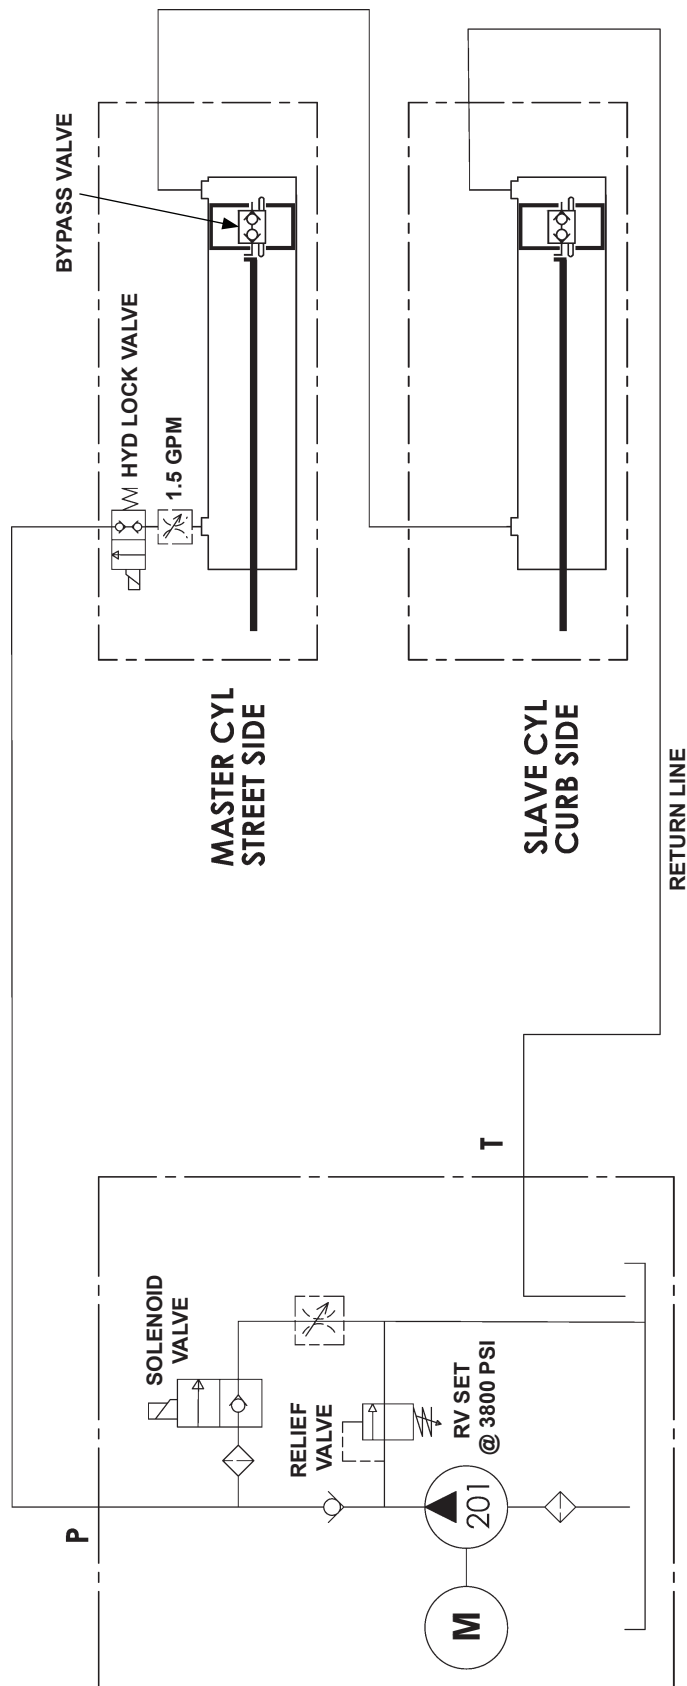 BYPASS VALVE
HYD LOCK VALVE
1.5 GPM
MASTER CYL
STREET SIDE
SLAVE CYL
CURB SIDE
RETURN LINE
T
P
SOLENOID
VALVE
RELIEF
VALVE
RV SET
@ 3800 PSI
201
M